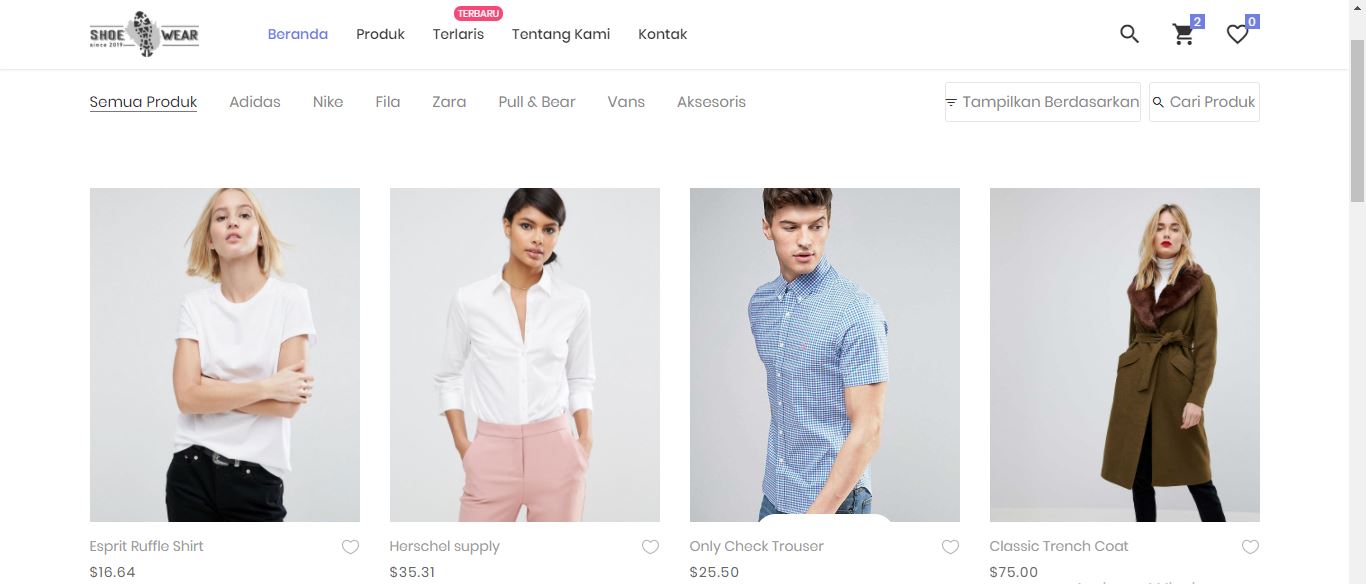 SHOE WEAR
since 2019
Beranda
Produk
TERBARU
Terlaris
Tentang Kami
Kontak
2
0
Semua Produk
Adidas
Nike
Fila
Zara
Pull & Bear
Vans
Aksesoris
Tampilkan Berdasarkan
Cari Produk
Esprit Ruffle Shirt
$16.64
Herschel supply
$35.31
Only Check Trouser
$25.50
Classic Trench Coat
$75.00